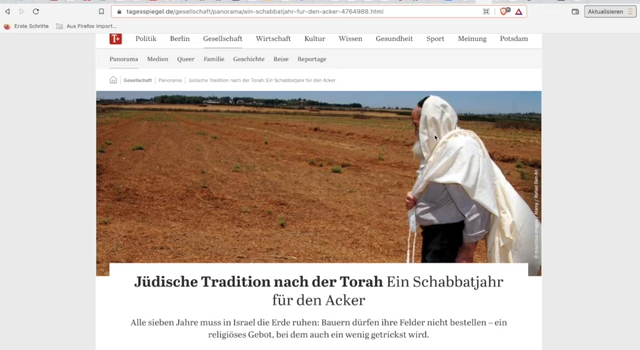 tagesspiegel.de/gesellschaft/panorama/ein-schabbatjahr-fur-den-acker-4764988.html
Aktualisieren
Erste Schritte Aus Firefox import...
T+ Politik Berlin Gesellschaft Wirtschaft Kultur Wissen Gesundheit Sport Meinung Potsdam
Panorama Medien Queer Familie Geschichte Reise Reportage
Gesellschaft Panorama Jüdische Tradition nach der Torah: Ein Schabbatjahr für den Acker
Jüdische Tradition nach der Torah Ein Schabbatjahr
für den Acker
Alle sieben Jahre muss in Israel die Erde ruhen: Bauern dürfen ihre Felder nicht bestellen – ein
religiöses Gebot, bei dem auch ein wenig getrickst wird.